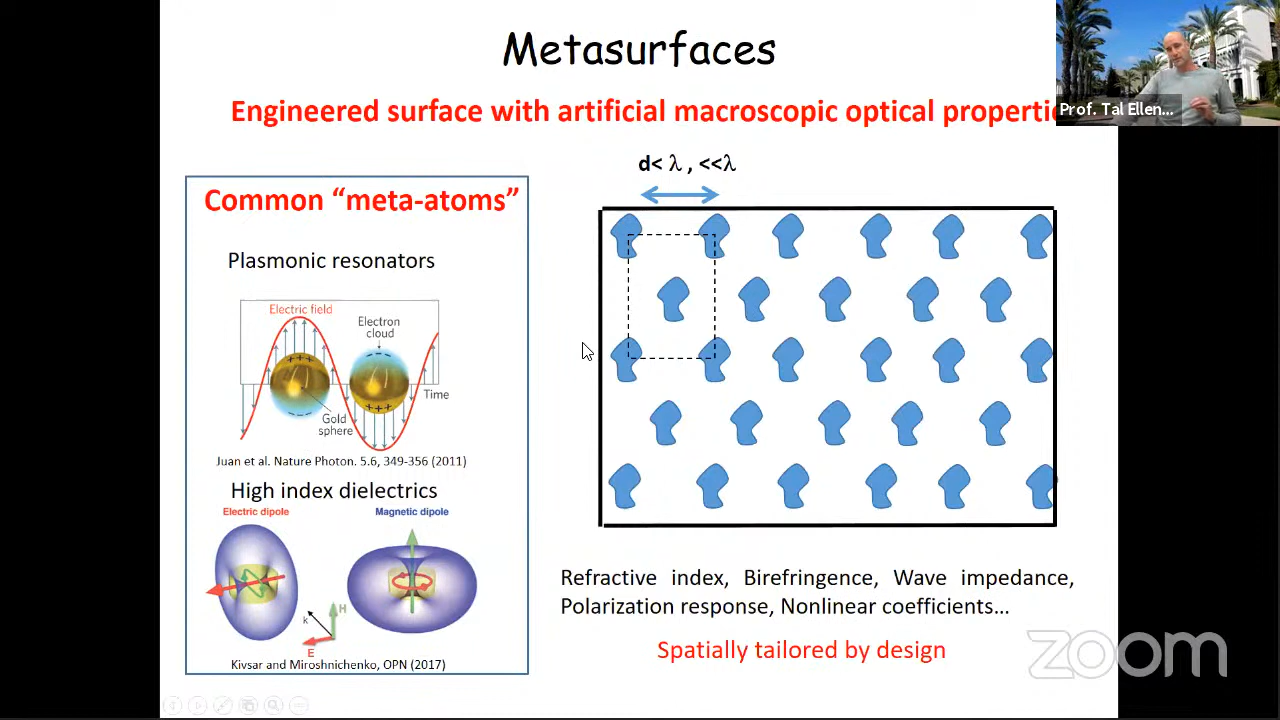 Metasurfaces
Engineered surface with artificial macroscopic optical properti
Prof. Tal Ellen...
d< λ , <<λ
Common “meta-atoms”
Plasmonic resonators
Electric field
Electron
cloud
+++
Time
Gold
sphere
+++
Juan et al. Nature Photon. 5.6, 349-356 (2011)
High index dielectrics
Electric dipole
Magnetic dipole
H
k
E
Kivsar and Miroshnichenko, OPN (2017)
Refractive index, Birefringence, Wave impedance,
Polarization response, Nonlinear coefficients...
Spatially tailored by design
zoom